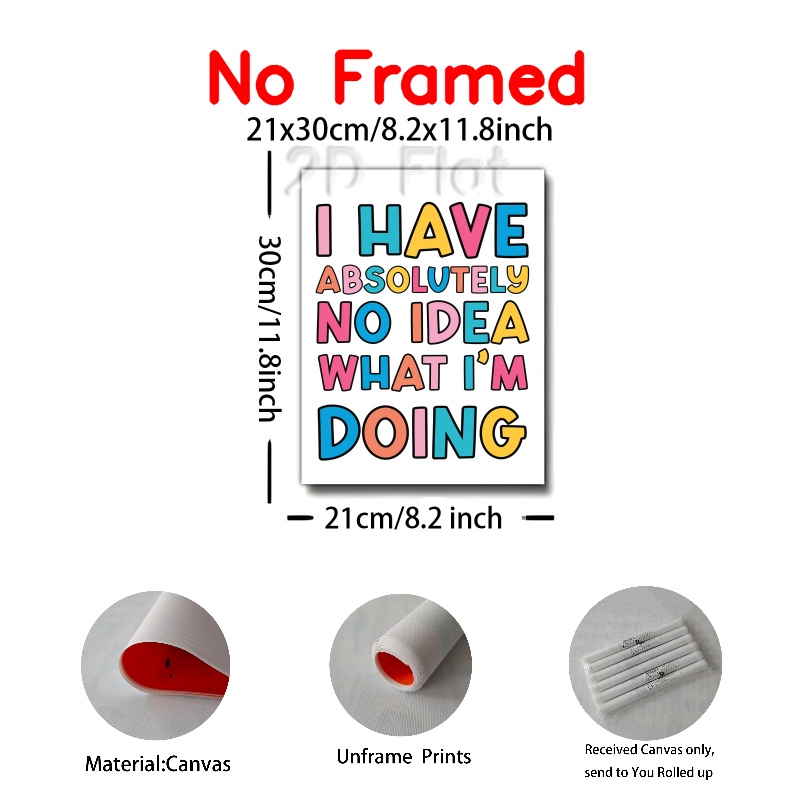 No Framed
21x30cm/8.2x11.8inch
2D Flat
30cm/11.8inch
I HAVE
ABSOLUTELY
NO IDEA
WHAT I'M
DOING
21cm/8.2 inch
Material:Canvas
Unframe Prints
Received Canvas only,
send to You Rolled up